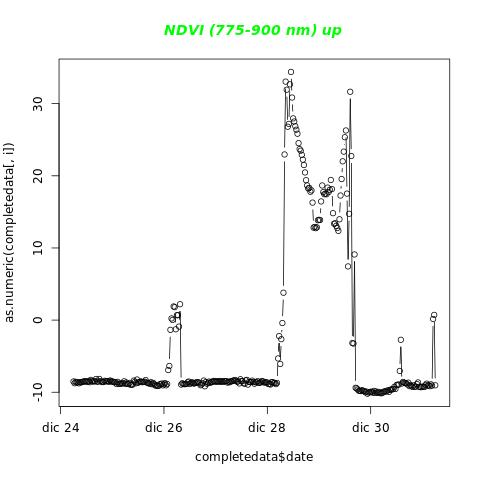 NDVI (775-900 nm) up
as.numeric(completedata[, i])
30
20
10
0
-10
dic 24
dic 26
dic 28
dic 30
completedata$date